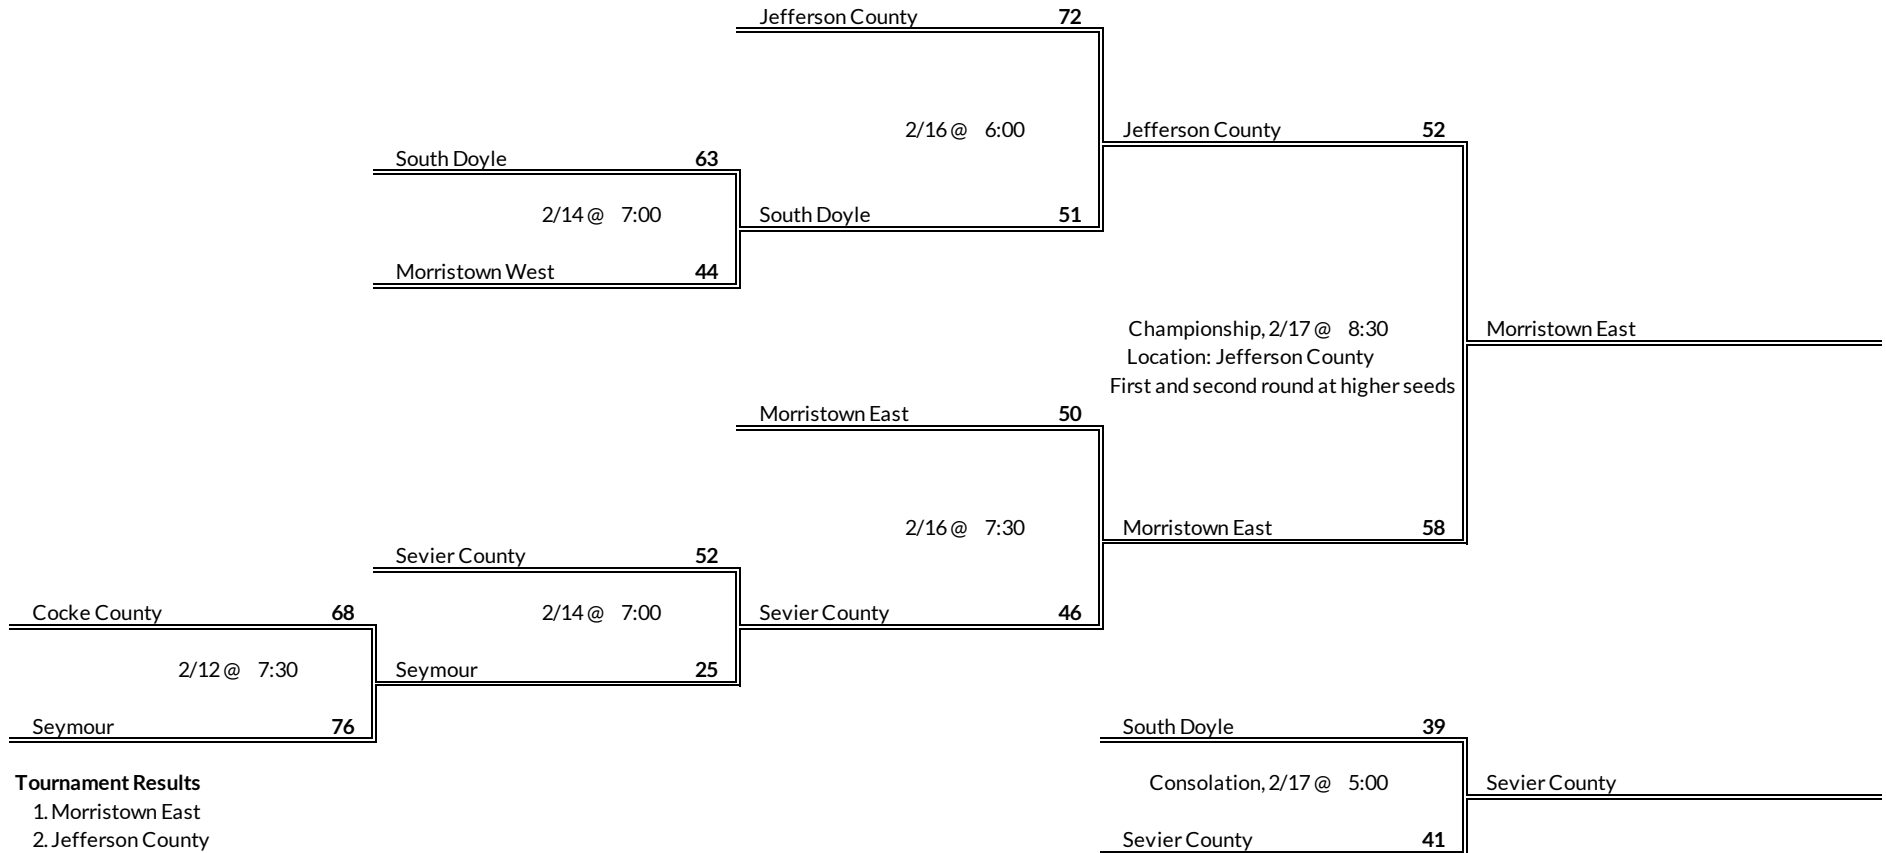 Jefferson County 72
2/16 @ 6:00
Jefferson County 52
South Doyle 63
2/14 @ 7:00
South Doyle 51
Morristown West 44
Championship, 2/17 @ 8:30
Morristown East
Location: Jefferson County
First and second round at higher seeds
Morristown East 50
2/16 @ 7:30
Morristown East 58
Sevier County 52
Cocke County 68
2/14 @ 7:00
Sevier County 46
2/12 @ 7:30
Seymour 25
Seymour 76
South Doyle 39
Tournament Results
Consolation, 2/17 @ 5:00
Sevier County
1. Morristown East
2. Jefferson County
Sevier County 41